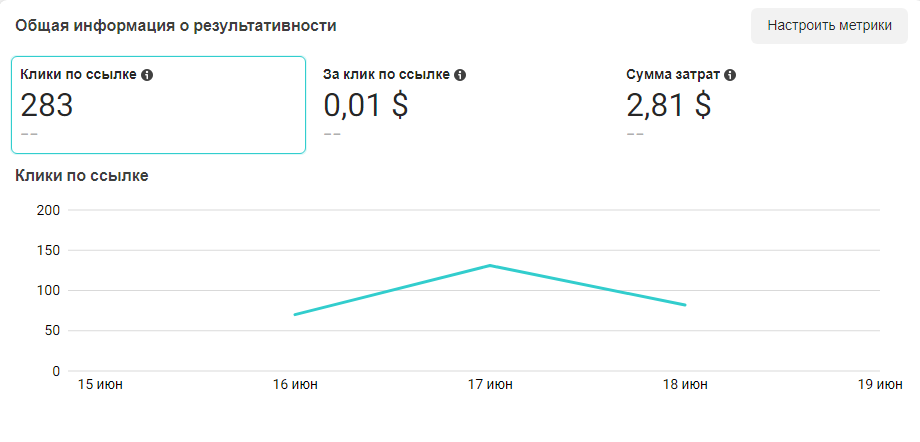 Общая информация о результативности
Настроить метрики
Клики по ссылке
283
--
За клик по ссылке
0,01 $
--
Сумма затрат
2,81 $
--
Клики по ссылке
200
150
100
50
0
15 июн 16 июн 17 июн 18 июн 19 июн